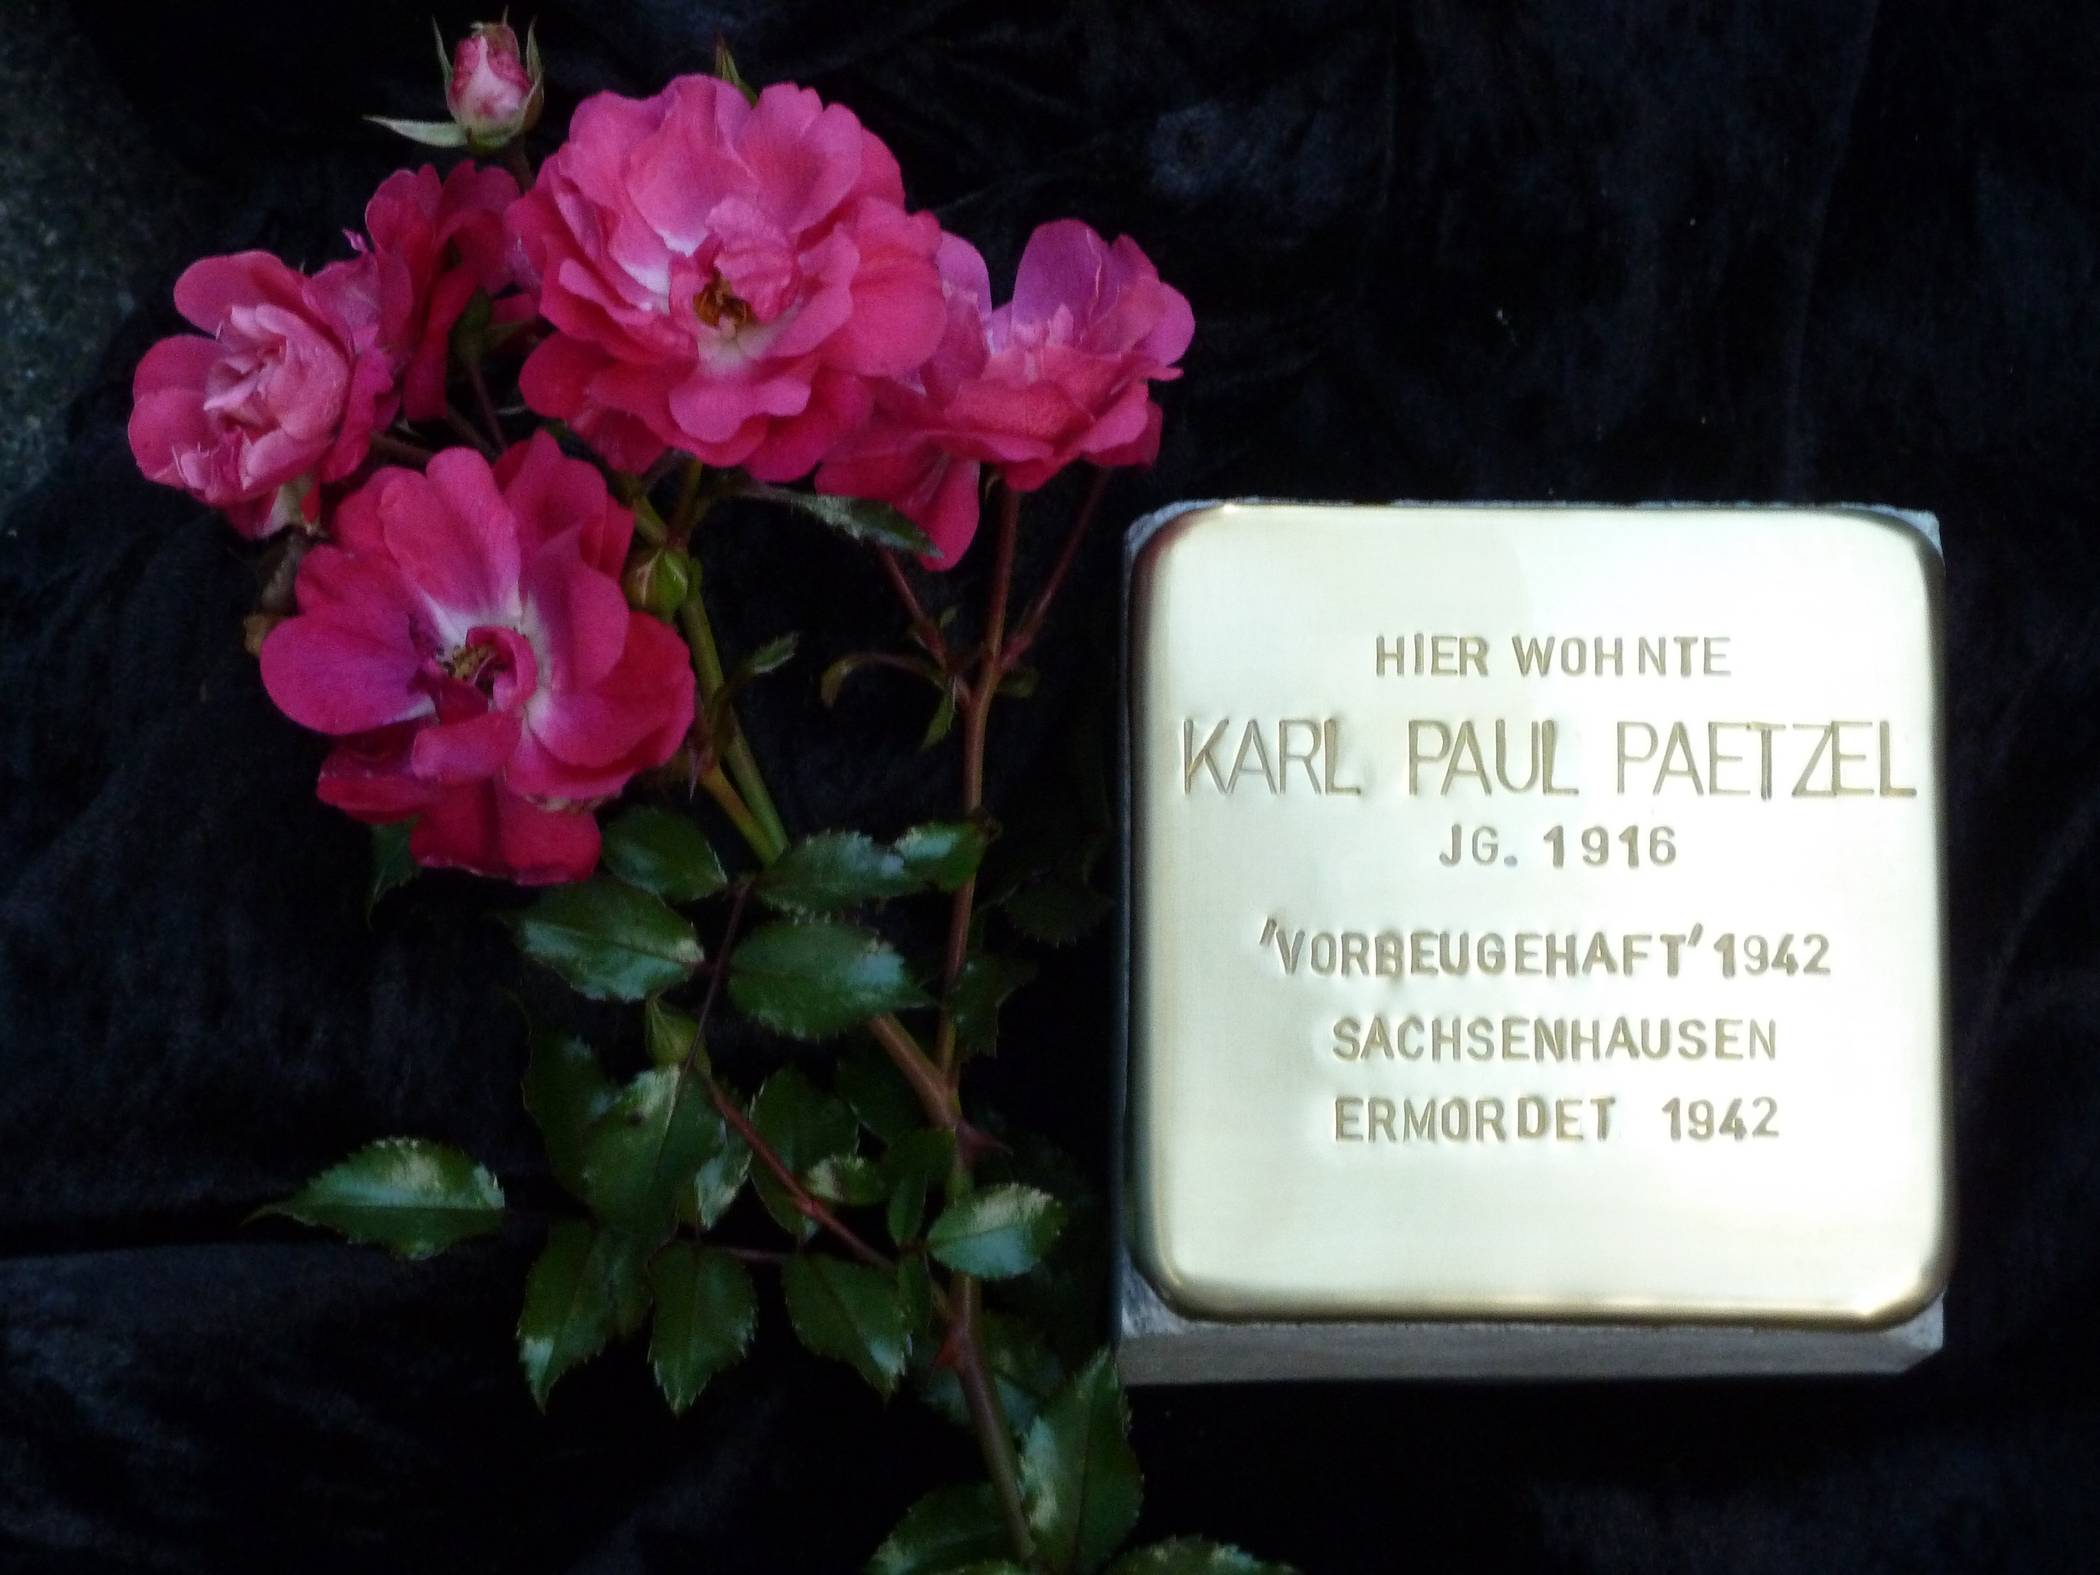 HIER WOHNTE
KARL PAUL PAETZEL
JG. 1916
'VORBEUGEHAFT' 1942
SACHSENHAUSEN
ERMORDET 1942